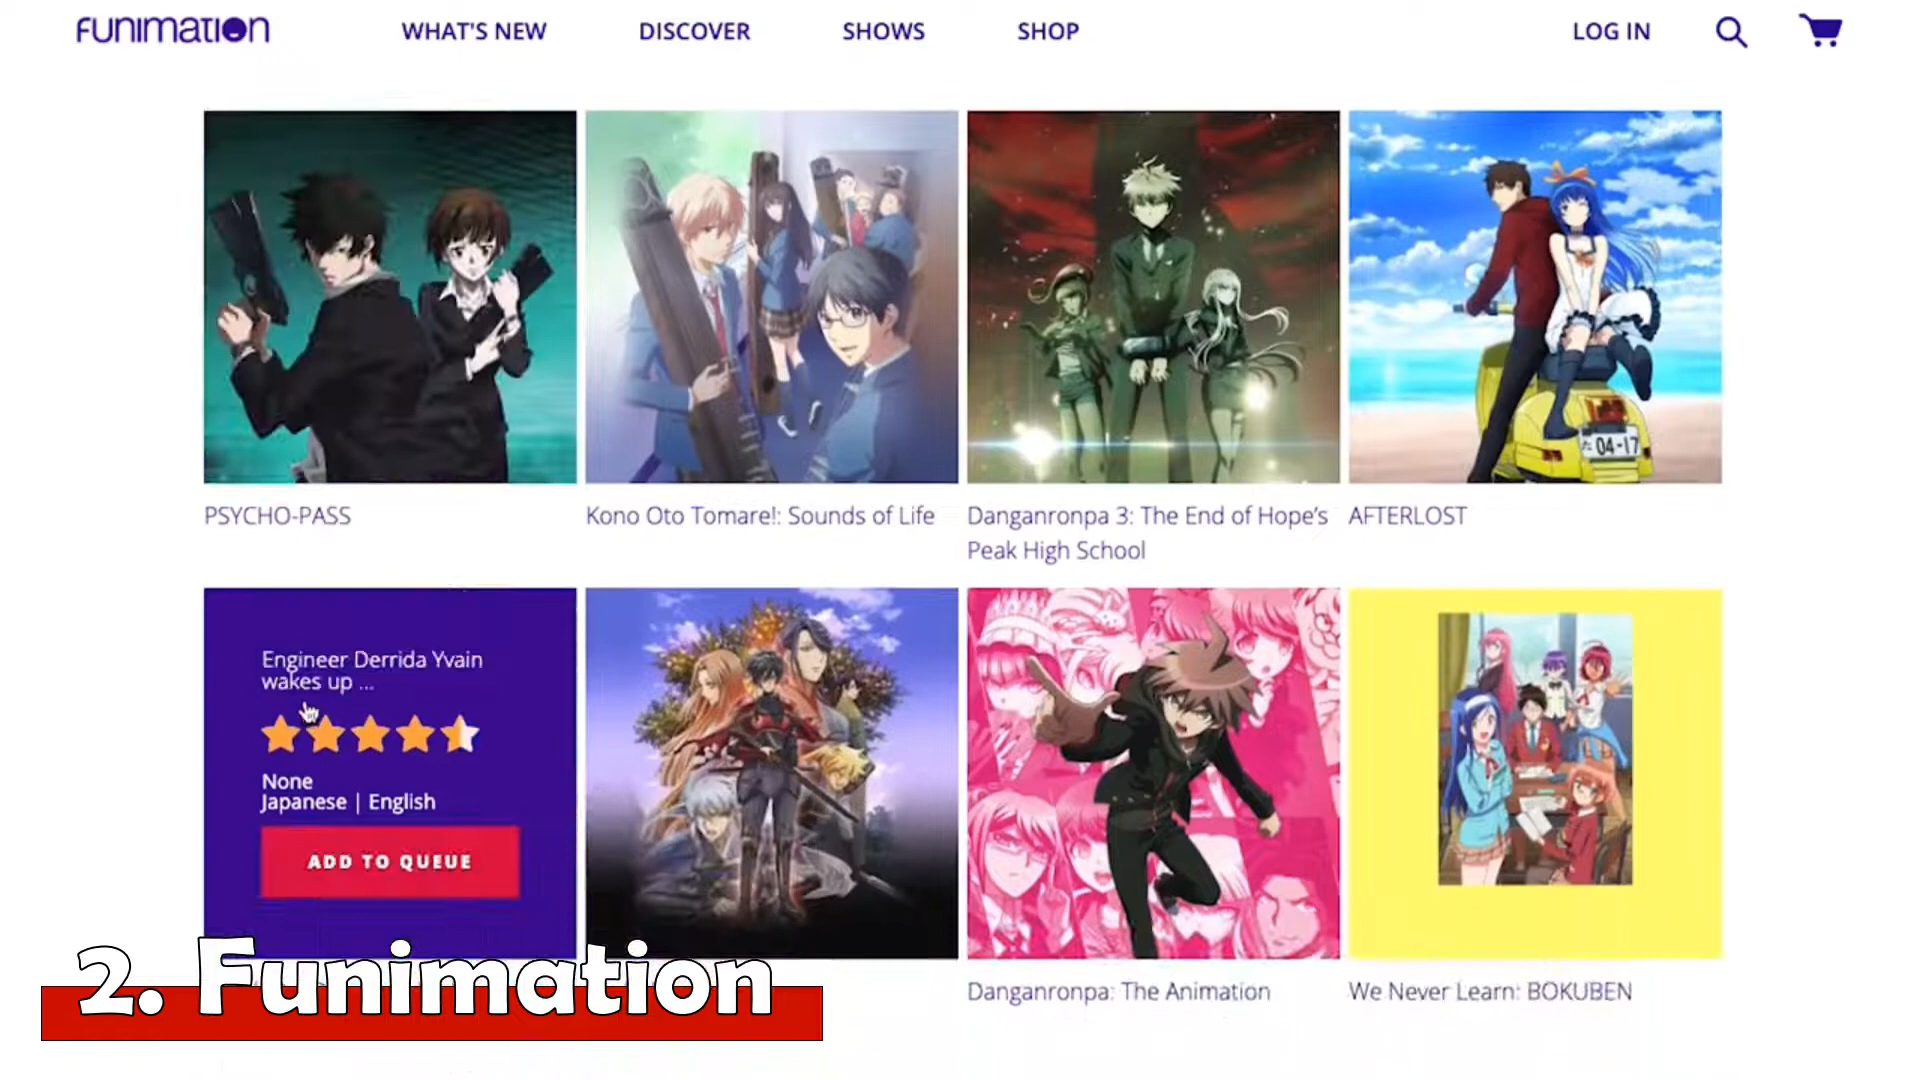 FUNIMATION
WHAT'S NEW
DISCOVER
SHOWS
SHOP
LOG IN
04-17
PSYCHO-PASS
Kono Oto Tomare!: Sounds of Life
Danganronpa 3: The End of Hope's
Peak High School
AFTERLOST
Engineer Derrida Yvain
wakes up ...
None
Japanese | English
ADD TO QUEUE
2. Funimation
Danganronpa: The Animation
We Never Learn: BOKUBEN